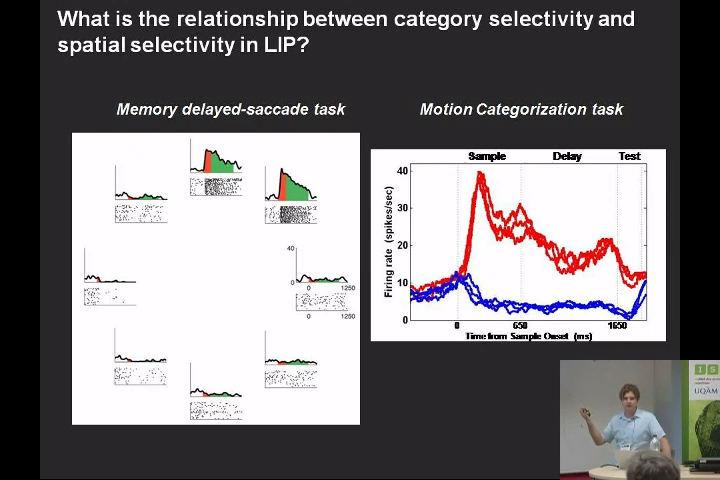 What is the relationship between category selectivity and
spatial selectivity in LIP?
Memory delayed-saccade task
Motion Categorization task
40
0
0
1250
0
1250
Sample
Delay
Test
Firing rate (spikes/sec)
40
30
20
10
0
0
650
1650
Time from Sample Onset (ms)
IS
UQÀM